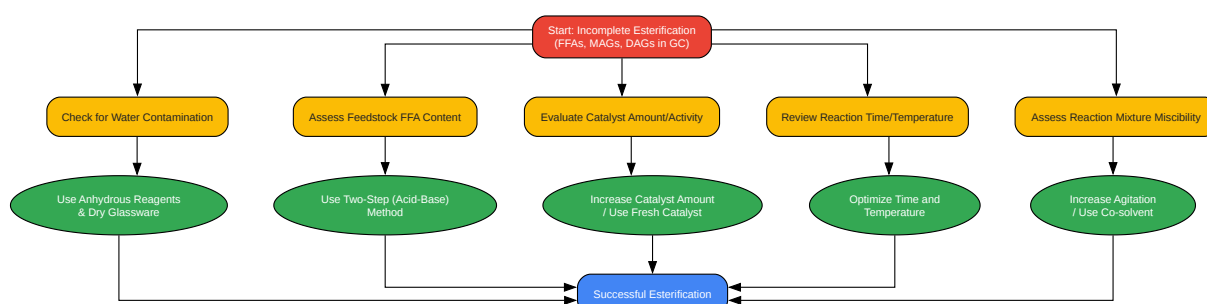 Start: Incomplete Esterification
(FFAs, MAGs, DAGs in GC)
Check for Water Contamination
Assess Feedstock FFA Content
Evaluate Catalyst Amount/Activity
Review Reaction Time/Temperature
Assess Reaction Mixture Miscibility
Use Anhydrous Reagents
& Dry Glassware
Use Two-Step (Acid-Base)
Method
Increase Catalyst Amount
/ Use Fresh Catalyst
Optimize Time and
Temperature
Increase Agitation
/ Use Co-solvent
Successful Esterification